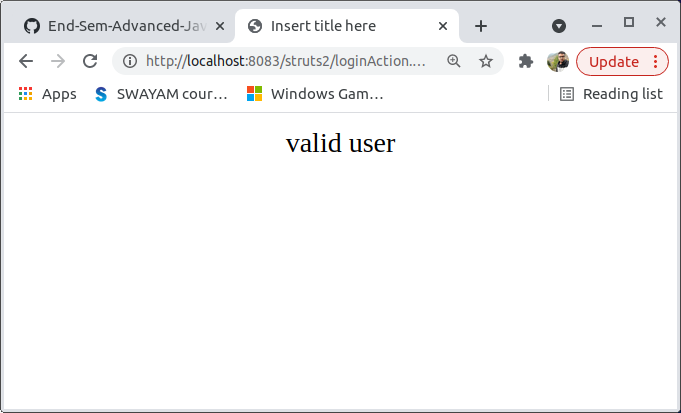 End-Sem-Advanced-Jav
Insert title here
http://localhost:8083/struts2/loginAction....
Update
Apps
SWAYAM cour...
Windows Gam...
Reading list
valid user